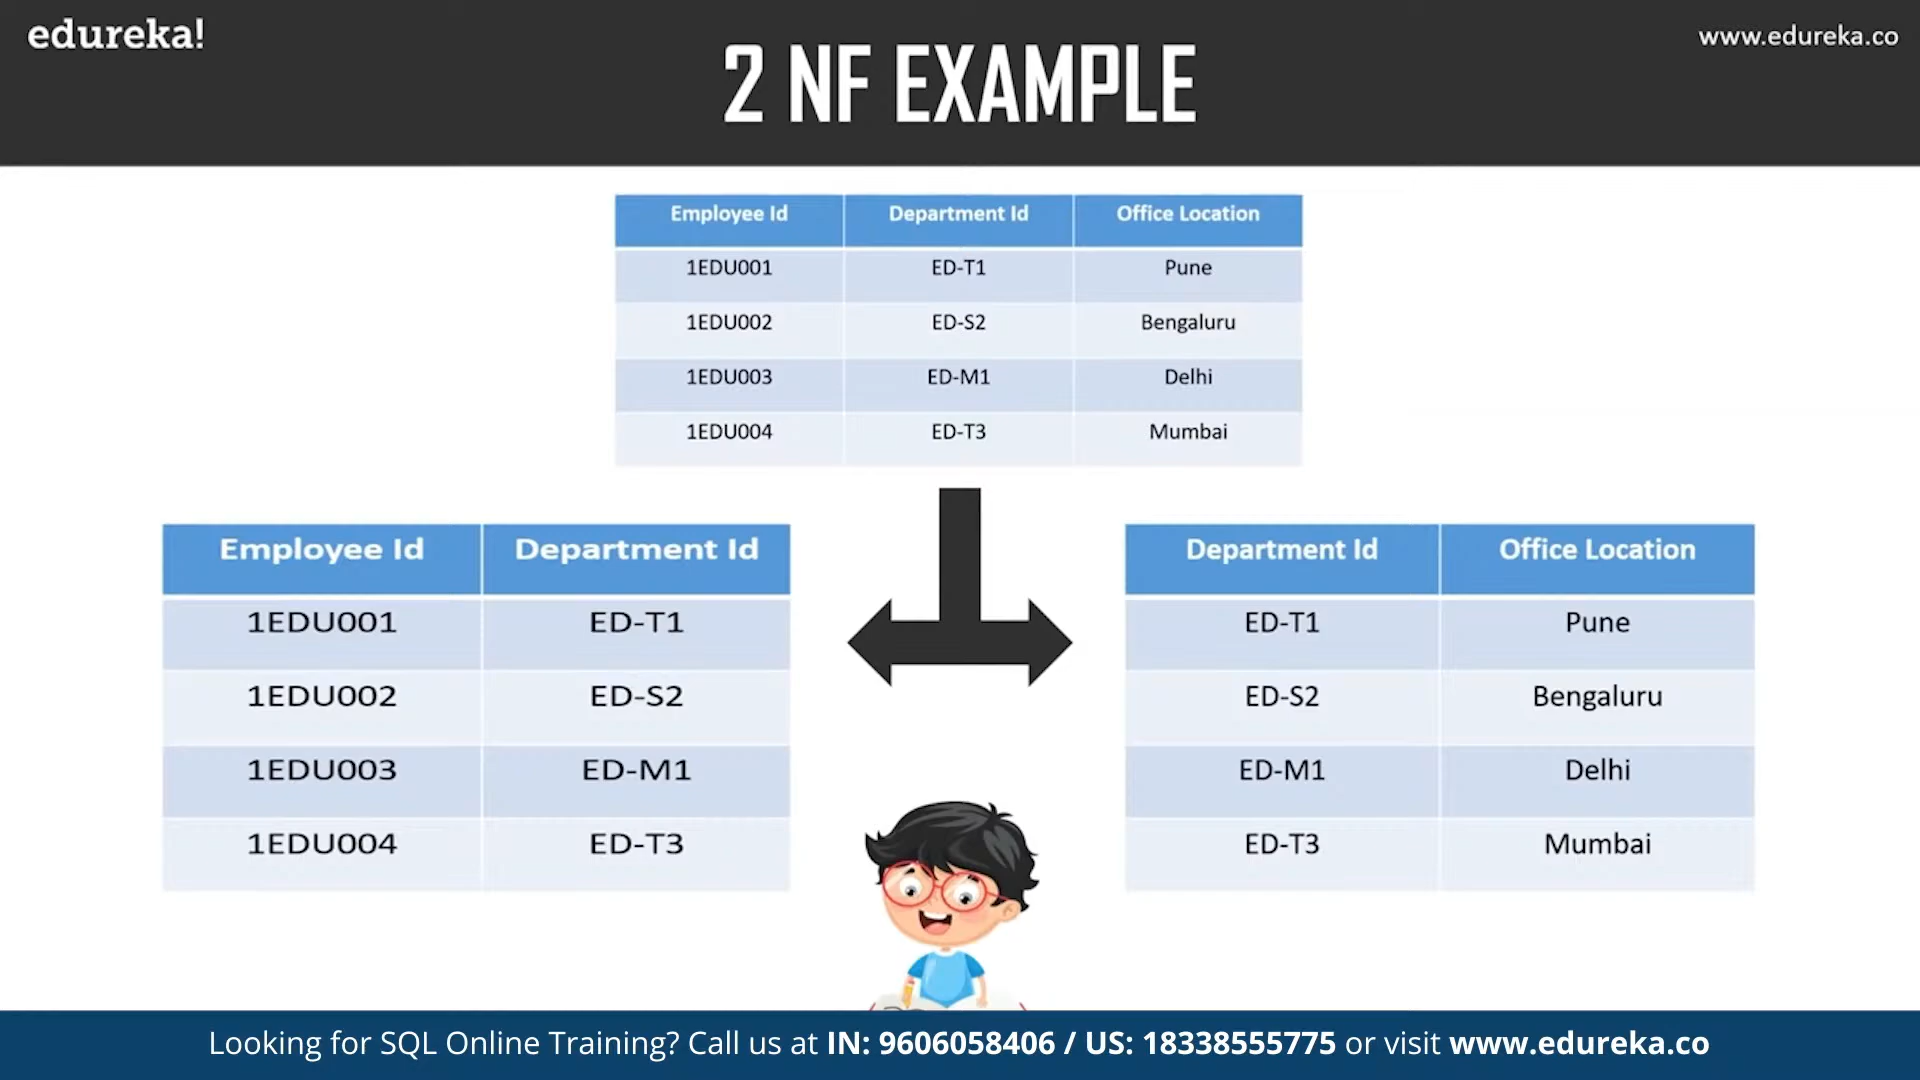 edureka!
www.edureka.co
2 NF EXAMPLE
Employee Id Department Id Office Location
1EDU001 ED-T1 Pune
1EDU002 ED-S2 Bengaluru
1EDU003 ED-M1 Delhi
1EDU004 ED-T3 Mumbai
Employee Id Department Id
1EDU001 ED-T1
1EDU002 ED-S2
1EDU003 ED-M1
1EDU004 ED-T3
Department Id Office Location
ED-T1 Pune
ED-S2 Bengaluru
ED-M1 Delhi
ED-T3 Mumbai
Looking for SQL Online Training? Call us at IN: 9606058406 / US: 18338555775 or visit www.edureka.co